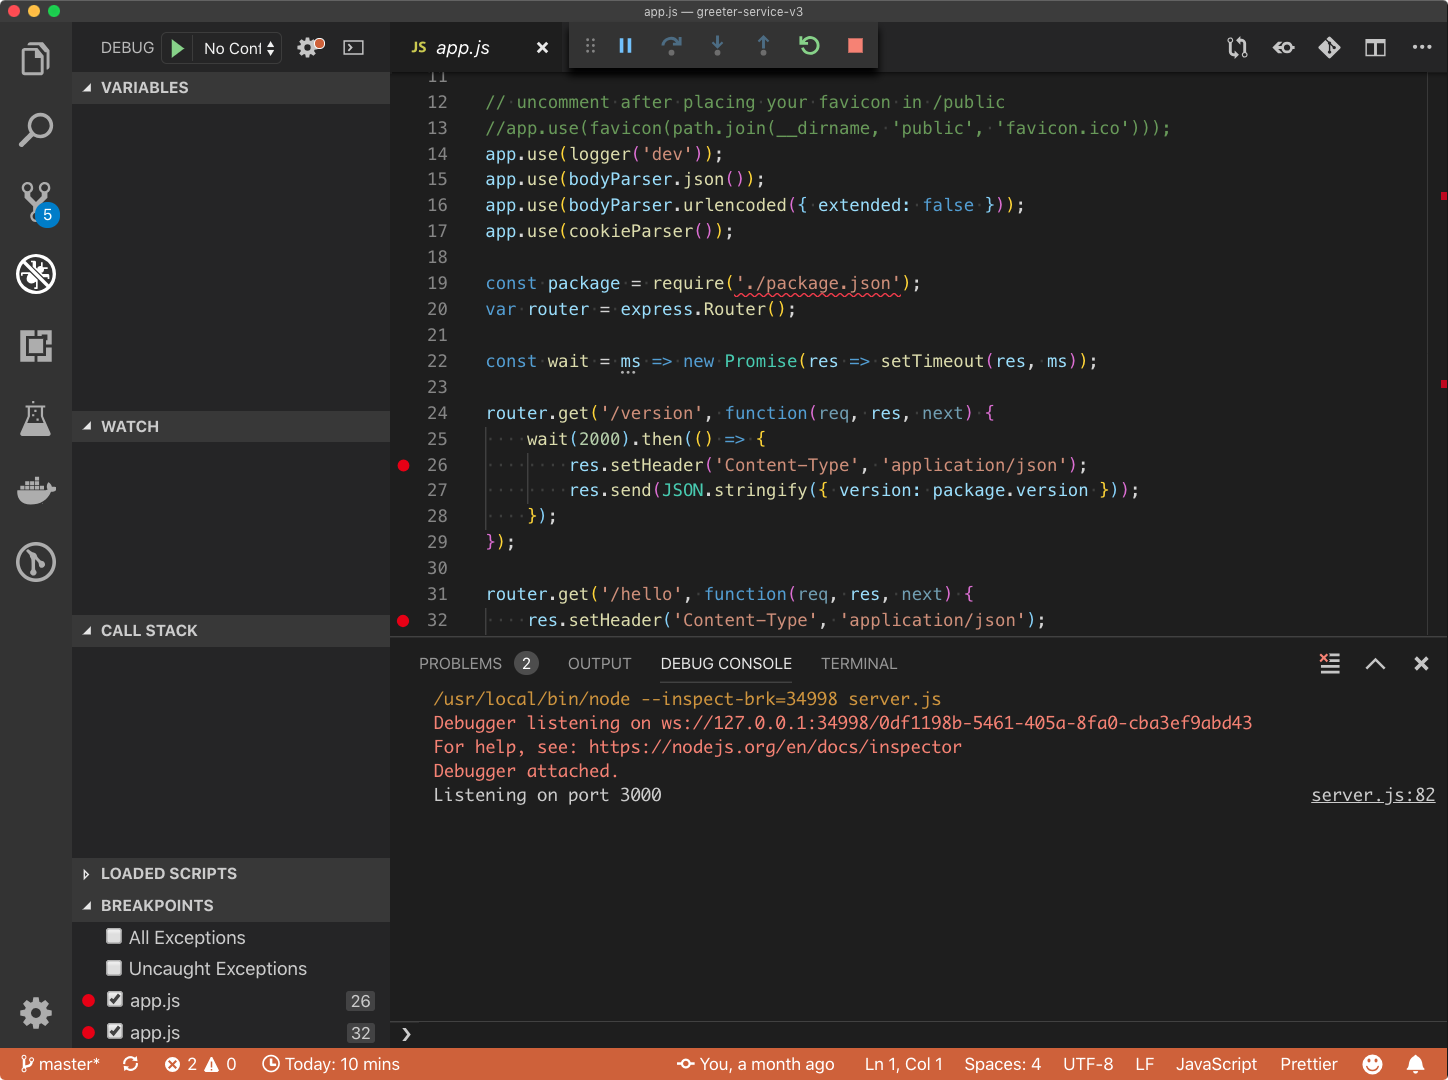 app.js — greeter-service-v3
DEBUG No Conf
JS app.js
VARIABLES
WATCH
CALL STACK
LOADED SCRIPTS
BREAKPOINTS
All Exceptions
Uncaught Exceptions
app.js 26
app.js 32
5
11
12 // uncomment after placing your favicon in /public
13 //app.use(favicon(path.join(__dirname, 'public', 'favicon.ico')));
14 app.use(logger('dev'));
15 app.use(bodyParser.json());
16 app.use(bodyParser.urlencoded({ extended: false }));
17 app.use(cookieParser());
18
19 const package = require('./package.json');
20 var router = express.Router();
21
22 const wait = ms => new Promise(res => setTimeout(res, ms));
23
24 router.get('/version', function(req, res, next) {
25 wait(2000).then(() => {
26 res.setHeader('Content-Type', 'application/json');
27 res.send(JSON.stringify({ version: package.version }));
28 });
29 });
30
31 router.get('/hello', function(req, res, next) {
32 res.setHeader('Content-Type', 'application/json');
PROBLEMS 2 OUTPUT DEBUG CONSOLE TERMINAL
/usr/local/bin/node --inspect-brk=34998 server.js
Debugger listening on ws://127.0.0.1:34998/0df1198b-5461-405a-8fa0-cba3ef9abd43
For help, see: https://nodejs.org/en/docs/inspector
Debugger attached.
Listening on port 3000 server.js:82
master* 2 0 Today: 10 mins You, a month ago Ln 1, Col 1 Spaces: 4 UTF-8 LF JavaScript Prettier